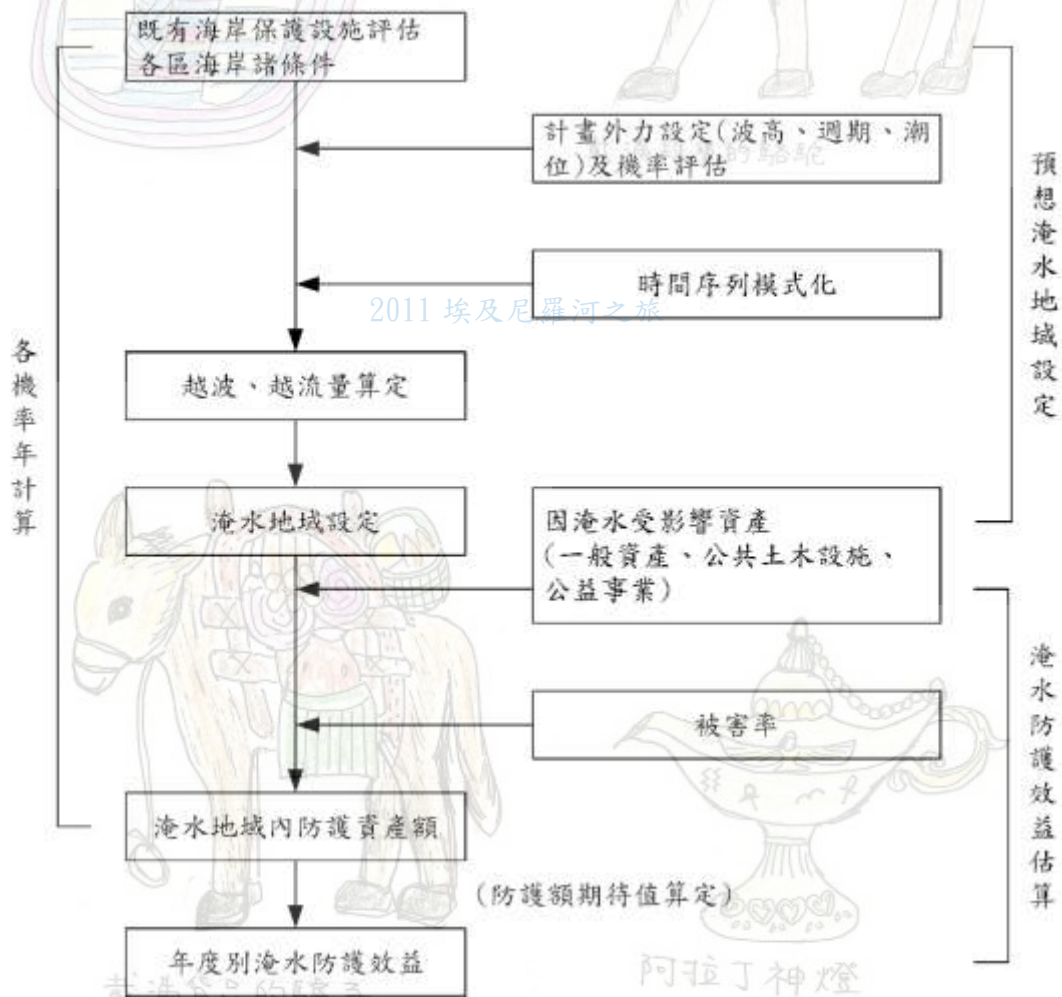 既有海岸保護設施評估
各區海岸諸條件
計畫外力設定(波高、週期、潮
位)及機率評估
的駱駝
時間序列模式化
2011 埃及尼羅河之旅
越波、越流量算定
淹水地域設定
因淹水受影響資產
(一般資產、公共土木設施、
公益事業)
被害率
淹水地域內防護資產額
(防護額期待值算定)
年度別淹水防護效益
阿拉丁神燈
各機率年計算
預想淹水地域設定
淹水防護效益估算